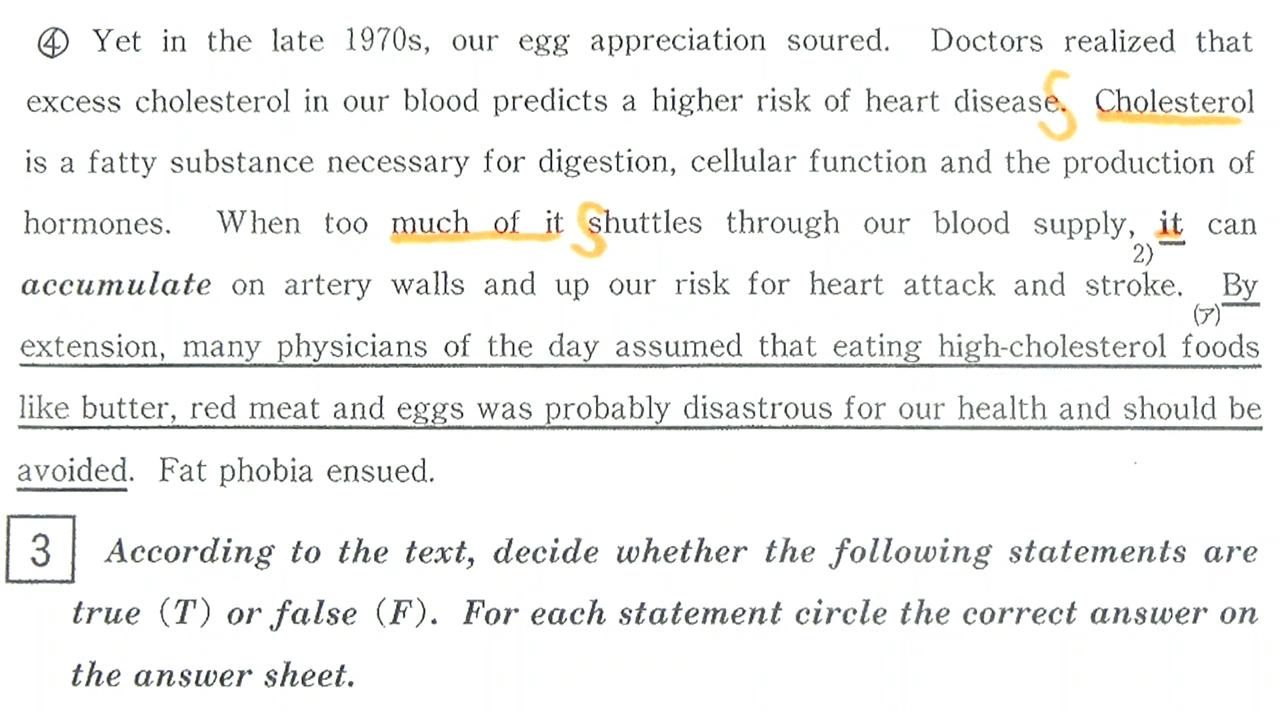 ④ Yet in the late 1970s, our egg appreciation soured. Doctors realized that
excess cholesterol in our blood predicts a higher risk of heart disease. Cholesterol
is a fatty substance necessary for digestion, cellular function and the production of
hormones. When too much of it shuttles through our blood supply, it can
2)
accumulate on artery walls and up our risk for heart attack and stroke. By
(ア)
extension, many physicians of the day assumed that eating high-cholesterol foods
like butter, red meat and eggs was probably disastrous for our health and should be
avoided. Fat phobia ensued.
3 According to the text, decide whether the following statements are
true (T) or false (F). For each statement circle the correct answer on
the answer sheet.